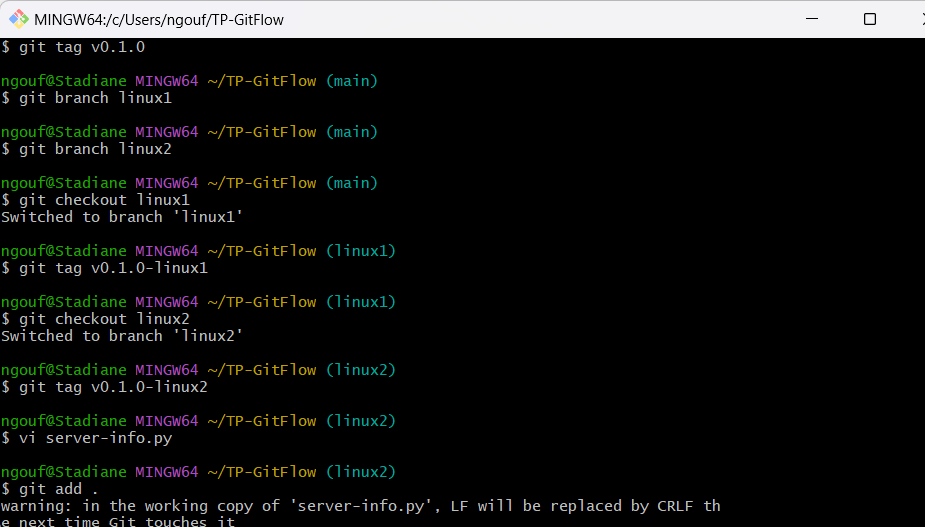 MINGW64:/c/Users/ngouf/TP-GitFlow
$ git tag v0.1.0
ngouf@Stadiane MINGW64 ~/TP-GitFlow (main)
$ git branch linux1
ngouf@Stadiane MINGW64 ~/TP-GitFlow (main)
$ git branch linux2
ngouf@Stadiane MINGW64 ~/TP-GitFlow (main)
$ git checkout linux1
Switched to branch 'linux1'
ngouf@Stadiane MINGW64 ~/TP-GitFlow (linux1)
$ git tag v0.1.0-linux1
ngouf@Stadiane MINGW64 ~/TP-GitFlow (linux1)
$ git checkout linux2
Switched to branch 'linux2'
ngouf@Stadiane MINGW64 ~/TP-GitFlow (linux2)
$ git tag v0.1.0-linux2
ngouf@Stadiane MINGW64 ~/TP-GitFlow (linux2)
$ vi server-info.py
ngouf@Stadiane MINGW64 ~/TP-GitFlow (linux2)
$ git add .
warning: in the working copy of 'server-info.py', LF will be replaced by CRLF th
e next time Git touches it